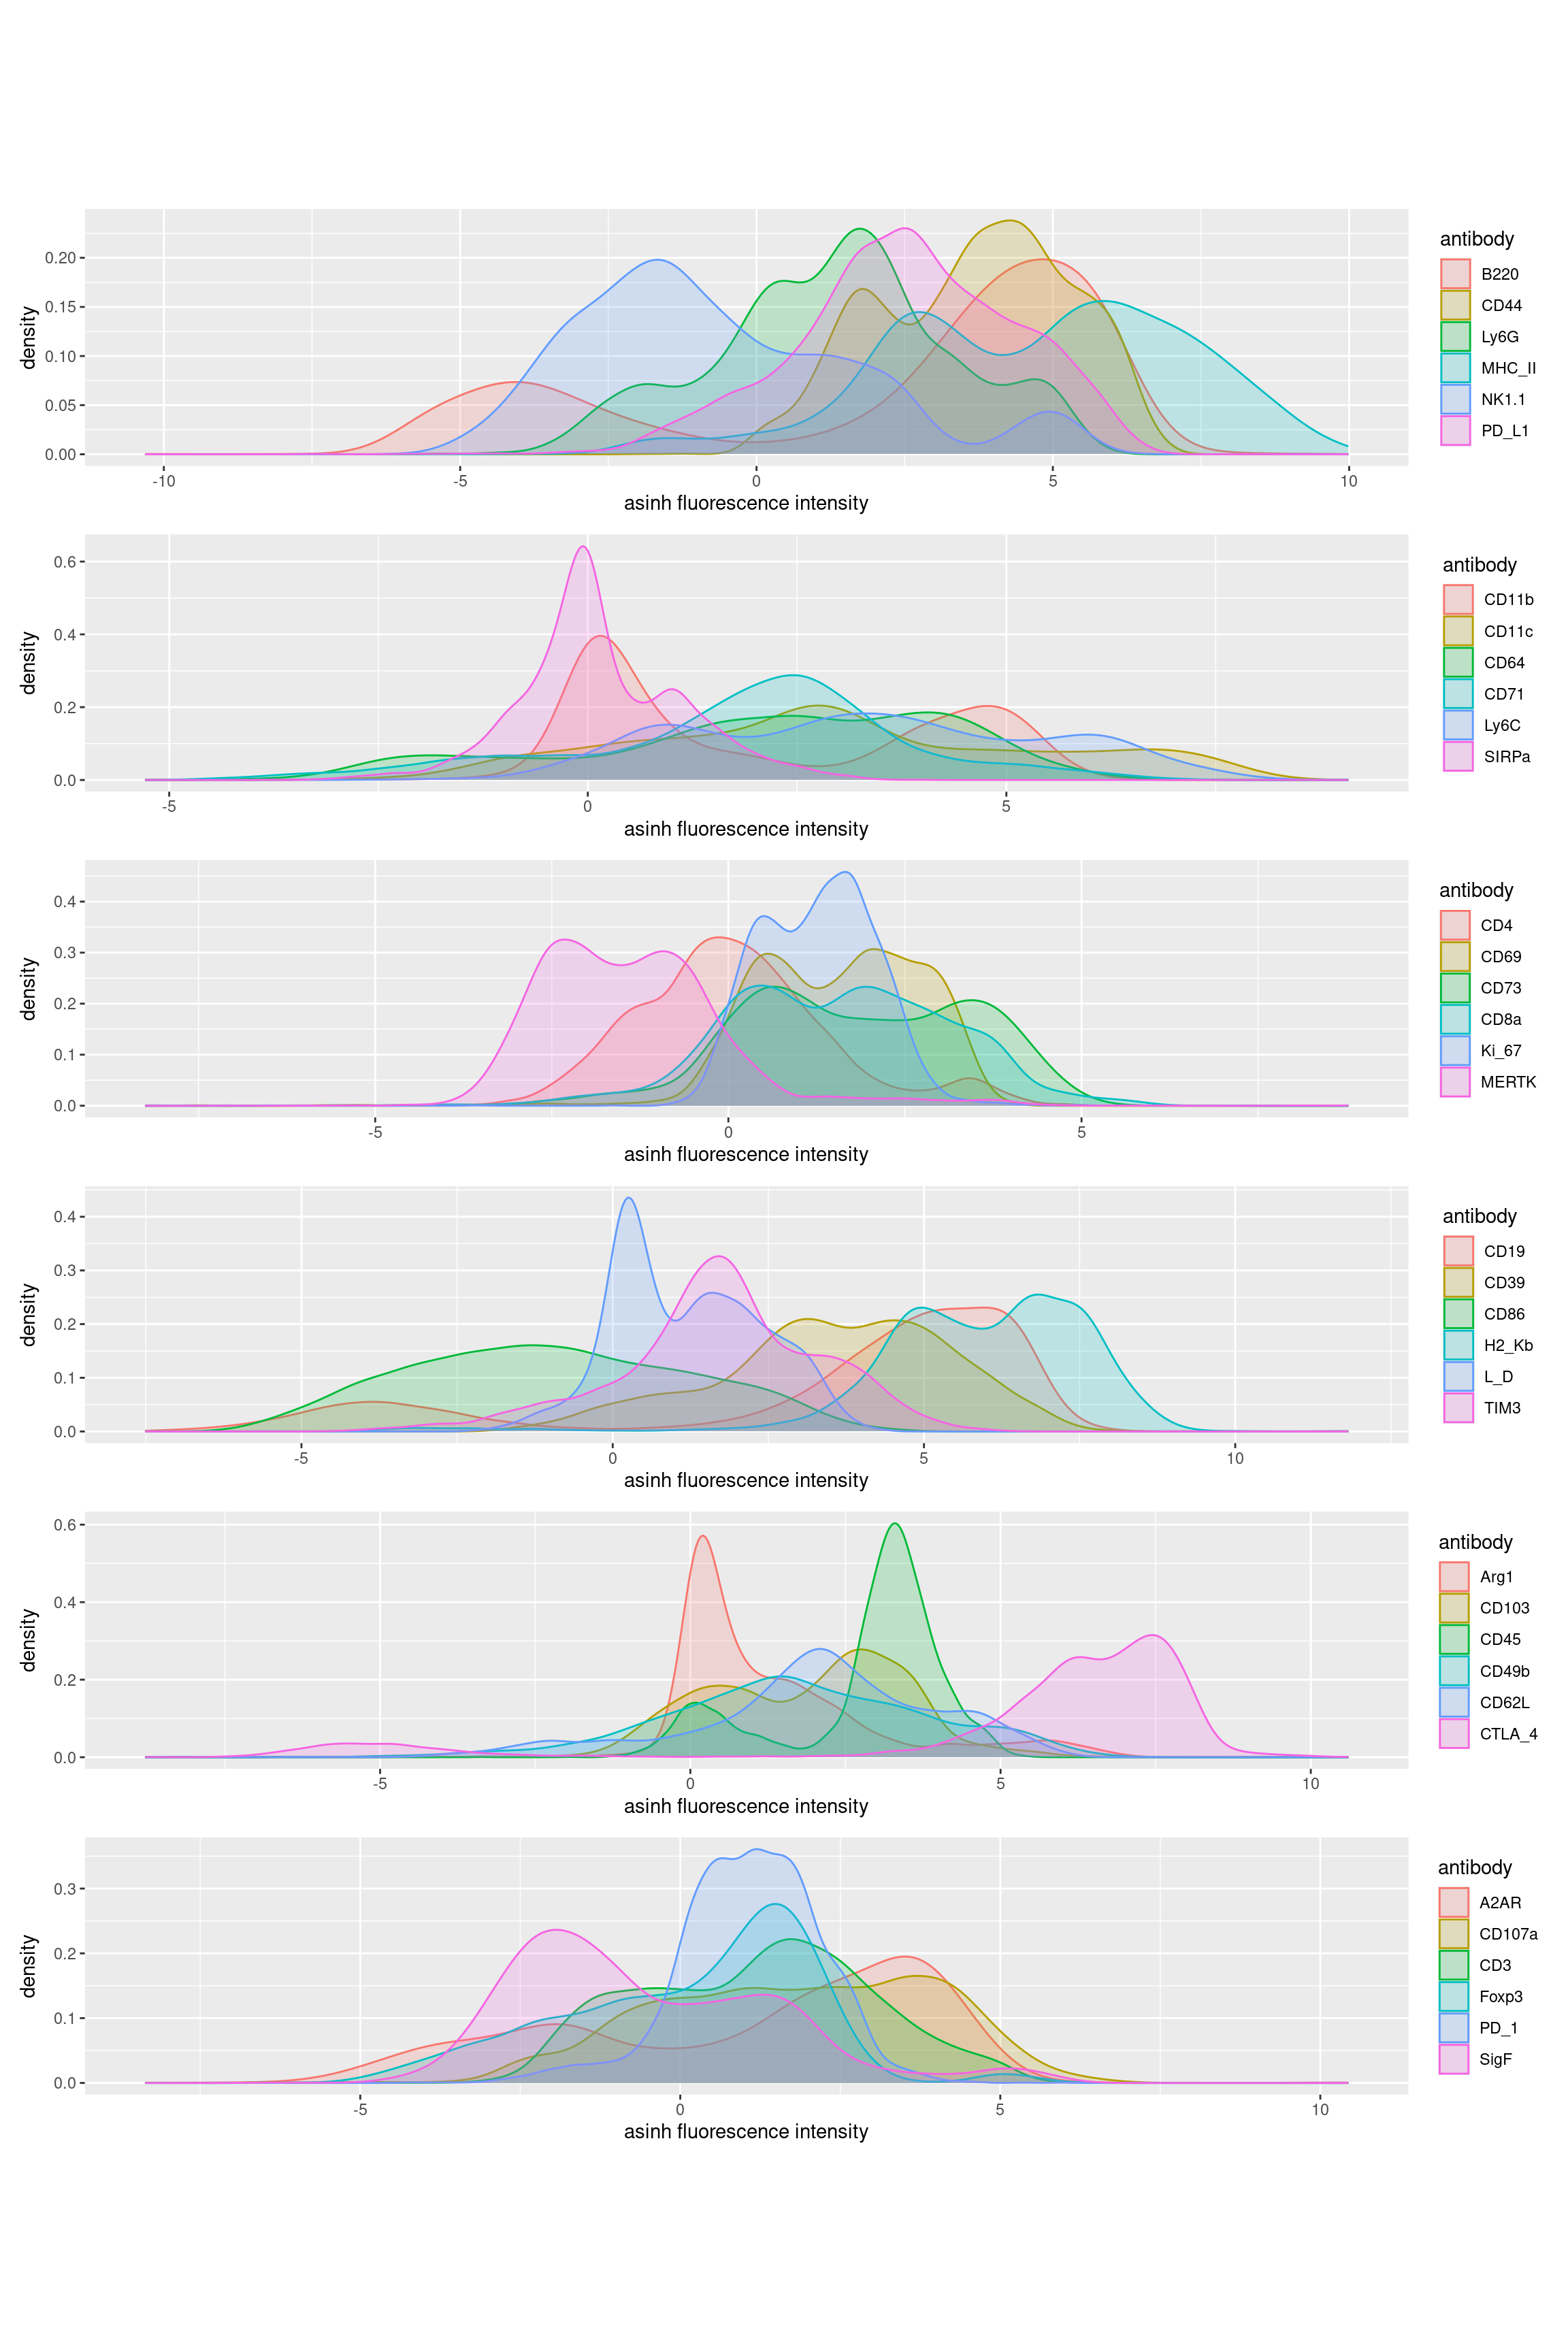 antibody
0.20
0.15
0.10
0.05
0.00
density
B220
CD44
Ly6G
MHC_II
NK1.1
PD_L1
-10 -5 0 5 10
asinh fluorescence intensity
antibody
0.6
0.4
0.2
0.0
density
CD11b
CD11c
CD64
CD71
Ly6C
SIRPa
-5 0 5
asinh fluorescence intensity
antibody
0.4
0.3
0.2
0.1
0.0
density
CD4
CD69
CD73
CD8a
Ki_67
MERTK
-5 0 5
asinh fluorescence intensity
antibody
0.4
0.3
0.2
0.1
0.0
density
CD19
CD39
CD86
H2_Kb
L_D
TIM3
-5 0 5 10
asinh fluorescence intensity
antibody
0.6
0.4
0.2
0.0
density
Arg1
CD103
CD45
CD49b
CD62L
CTLA_4
-5 0 5 10
asinh fluorescence intensity
antibody
0.3
0.2
0.1
0.0
density
A2AR
CD107a
CD3
Foxp3
PD_1
SigF
-5 0 5 10
asinh fluorescence intensity